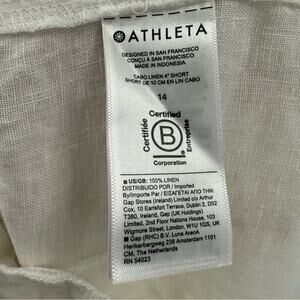 ATHLETA
DESIGNED IN SAN FRANCISCO
CONÇU À SAN FRANCISCO
MADE IN INDONESIA
CABO LINEN 4" SHORT
SHORT DE 10 CM EN LIN CABO
14
Certified
Certifiée
B
Entreprise
Corporation
■ US/GB: 100% LINEN
DISTRIBUIDO POR / Imported
By/Importe Par / ΕΙΣΑΓΕΤΑΙ ΑΠΟ ΤΗΝ:
Gap Stores (Ireland) Limited c/o Arthur
Cox, 10 Earlsfort Terrace, Dublin 2, D02
T380, Ireland, Gap (UK Holdings)
Limited, 2nd Floor Nations House, 103
Wigmore Street, London, W1U 1QS, UK
■ Gap (RHC) B.V. Luna ArenA
Herikerbergweg 238 Amsterdam 1101
CM, The Netherlands
RN 54023